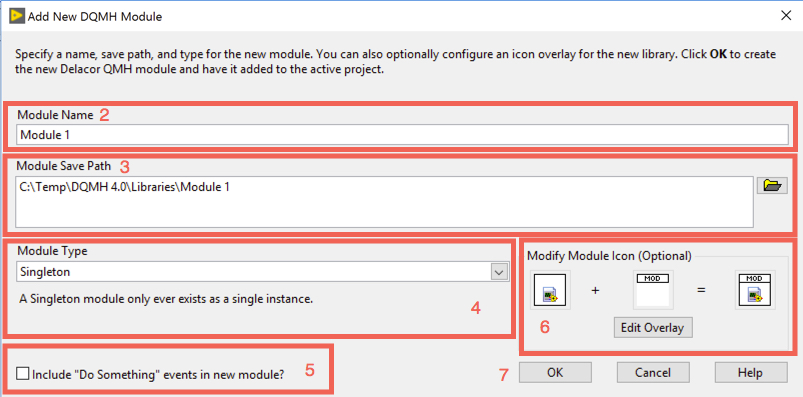 Add New DQMH Module
Specify a name, save path, and type for the new module. You can also optionally configure an icon overlay for the new library. Click OK to create
the new Delacor QMH module and have it added to the active project.
Module Name 2
Module 1
Module Save Path 3
C:\Temp\DQMH 4.0\Libraries\Module 1
Module Type
Singleton
A Singleton module only ever exists as a single instance.
4
Modify Module Icon (Optional)
+ MOD = MOD
6 Edit Overlay
Include "Do Something" events in new module? 5
7 OK Cancel Help